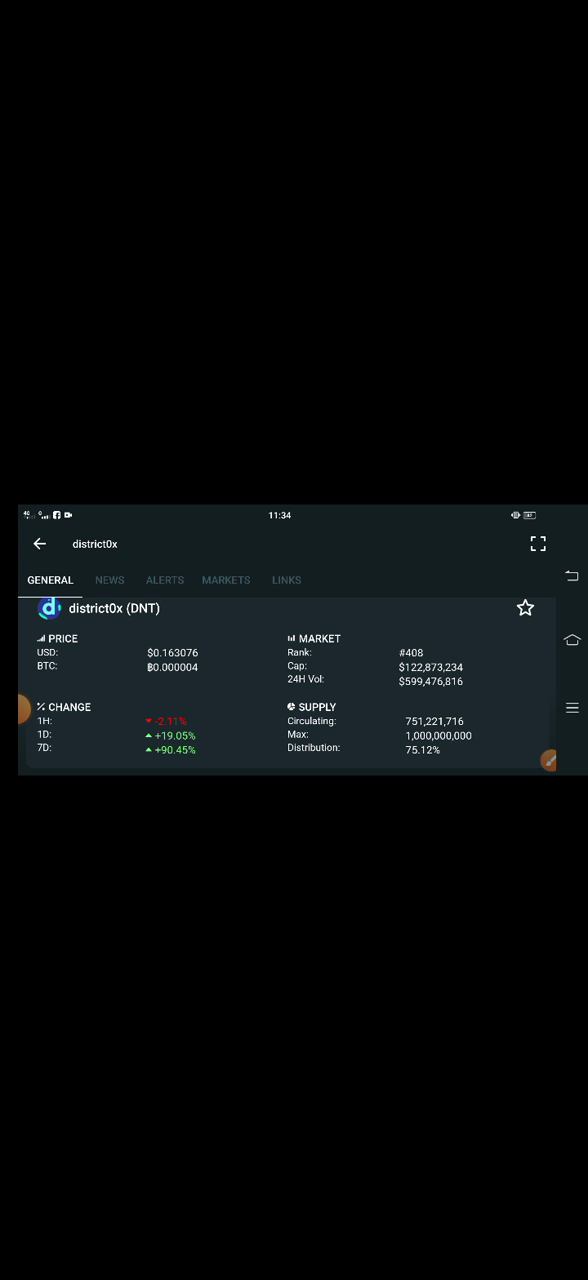 11:34
district0x
GENERAL NEWS ALERTS MARKETS LINKS
district0x (DNT)
PRICE
USD: $0.163076
BTC: ฿0.000004
MARKET
Rank: #408
Cap: $122,873,234
24H Vol: $599,476,816
CHANGE
1H: -2.11%
1D: +19.05%
7D: +90.45%
SUPPLY
Circulating: 751,221,716
Max: 1,000,000,000
Distribution: 75.12%